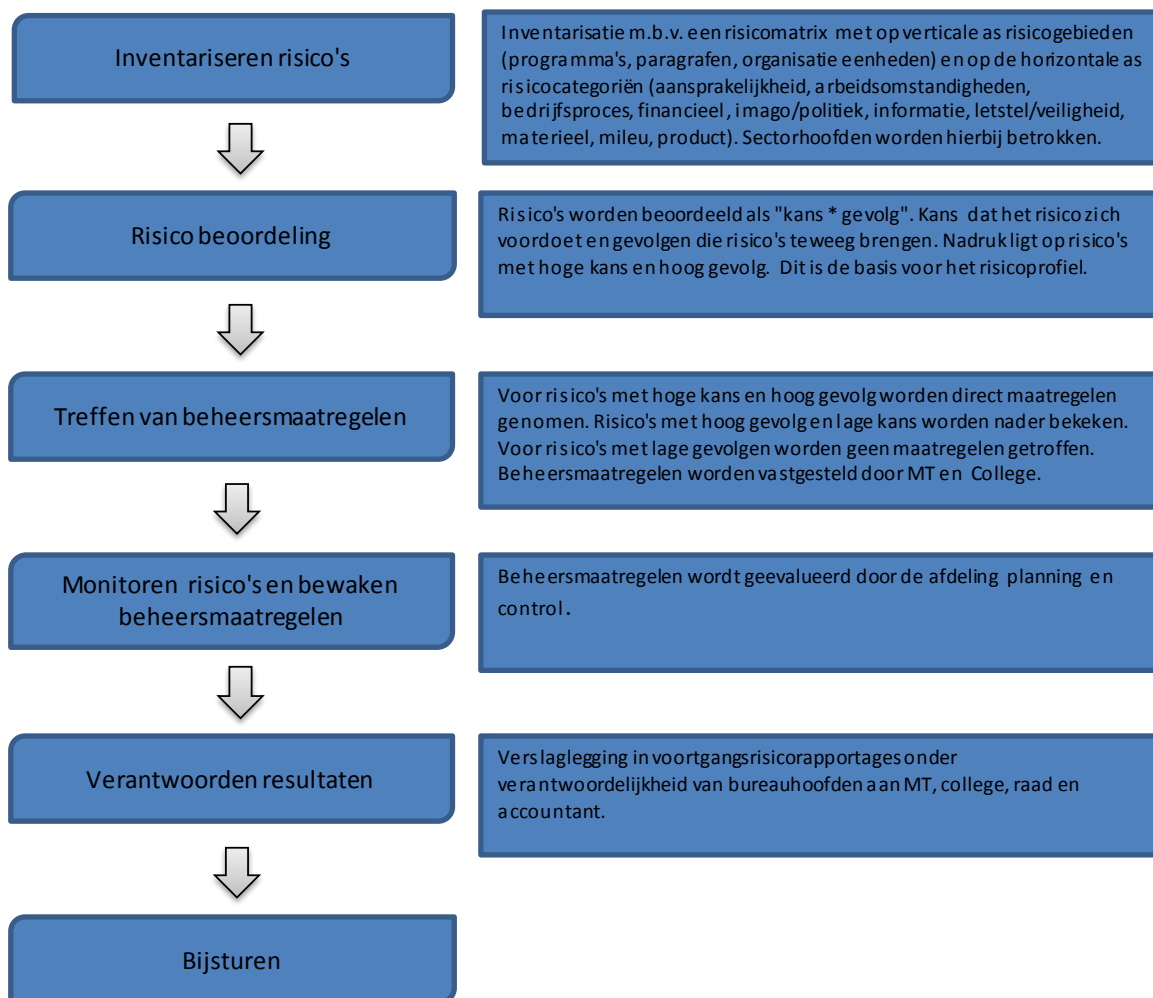 Inventariseren risico's
Inventarisatie m.b.v. een risicomatrix met op verticale as risicogebieden
(programma's, paragrafen, organisatie eenheden) en op de horizontale as
risicocategoriën (aansprakelijkheid, arbeidsomstandigheden,
bedrijfsproces, financieel, imago/politiek, informatie, letstel/veiligheid,
materieel, mileu, product). Sectorhoofden worden hierbij betrokken.
Risico beoordeling
Risico's worden beoordeeld als "kans * gevolg". Kans dat het risico zich
voordoet en gevolgen die risico's teweeg brengen. Nadruk ligt op risico's
met hoge kans en hoog gevolg. Dit is de basis voor het risicoprofiel.
Treffen van beheersmaatregelen
Voor risico's met hoge kans en hoog gevolg worden direct maatregelen
genomen. Risico's met hoog gevolg en lage kans worden nader bekeken.
Voor risico's met lage gevolgen worden geen maatregelen getroffen.
Beheersmaatregelen worden vastgesteld door MT en College.
Monitoren risico's en bewaken
beheersmaatregelen
Beheersmaatregelen wordt geevalueerd door de afdeling planning en
control.
Verantwoorden resultaten
Verslaglegging in voortgangsrisicorapportages onder
verantwoordelijkheid van bureauhoofden aan MT, college, raad en
accountant.
Bijsturen